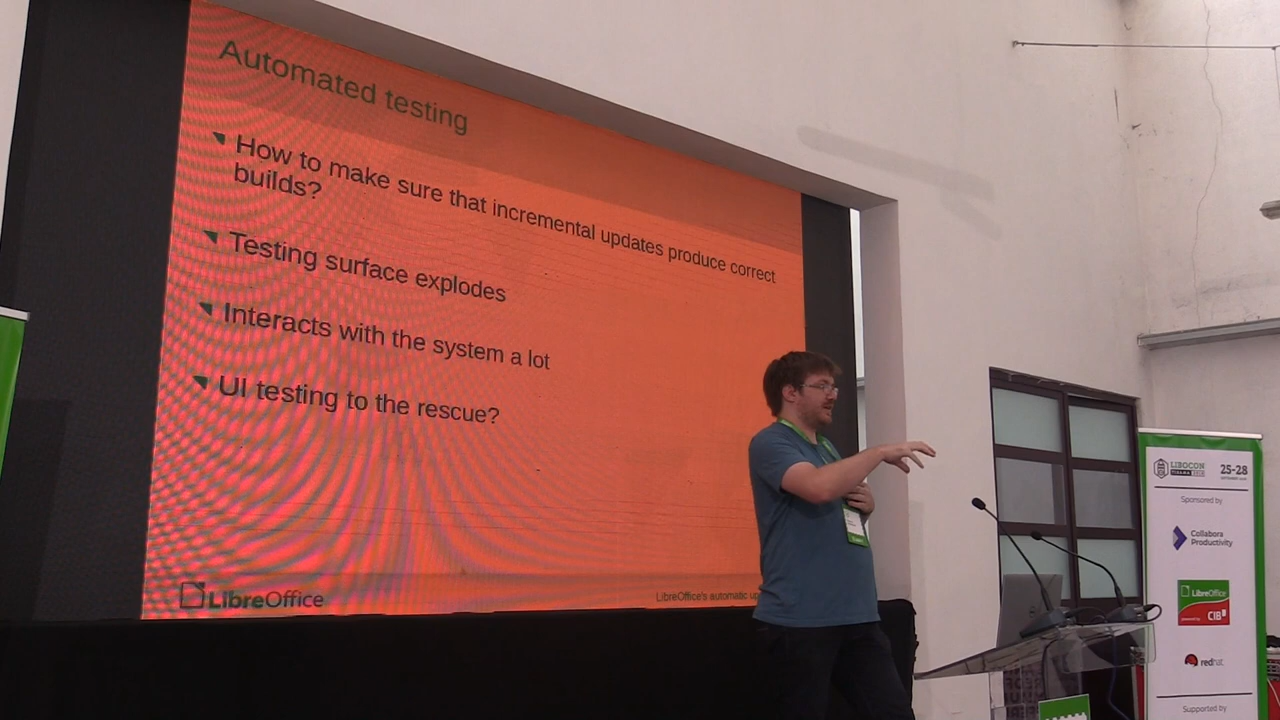 Automated testing
How to make sure that incremental updates produce correct
builds?
Testing surface explodes
Interacts with the system a lot
UI testing to the rescue?
LibreOffice
LibreOffice's automatic
LIBOCON
25-28
Sponsored by
Collabora
Productivity
LibreOffice
powered by CIB
redhat
Supported by